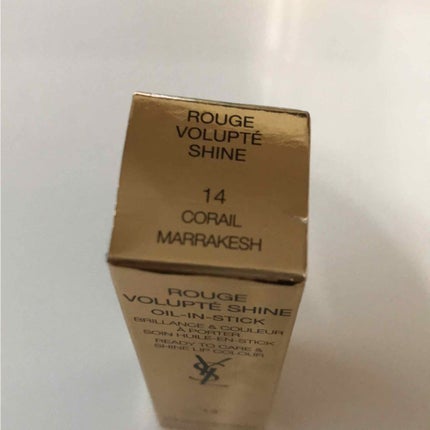 ROUGE
VOLUPTÉ
SHINE
14
CORAIL
MARRAKESH
ROUGE
VOLUPTÉ SHINE
OIL-IN-STICK
BRILLANCE & COULEUR
À PORTER
SOIN HUILE-EN-STICK
READY TO CARE &
SHINE LIP COLOUR
YSL